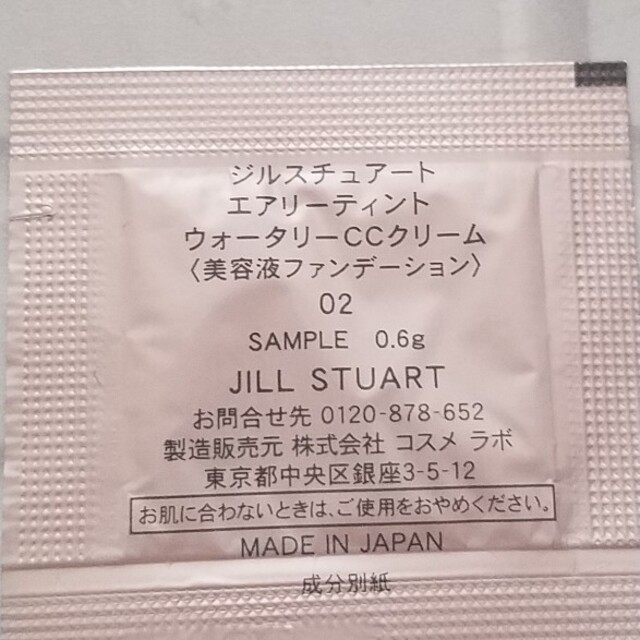 ジルスチュアート
エアリーティント
ウォータリーCCクリーム
〈美容液ファンデーション〉
02
SAMPLE 0.6g
JILL STUART
お問合せ先 0120-878-652
製造販売元 株式会社 コスメ ラボ
東京都中央区銀座3-5-12
お肌に合わないときは、ご使用をおやめください。
MADE IN JAPAN
成分別紙